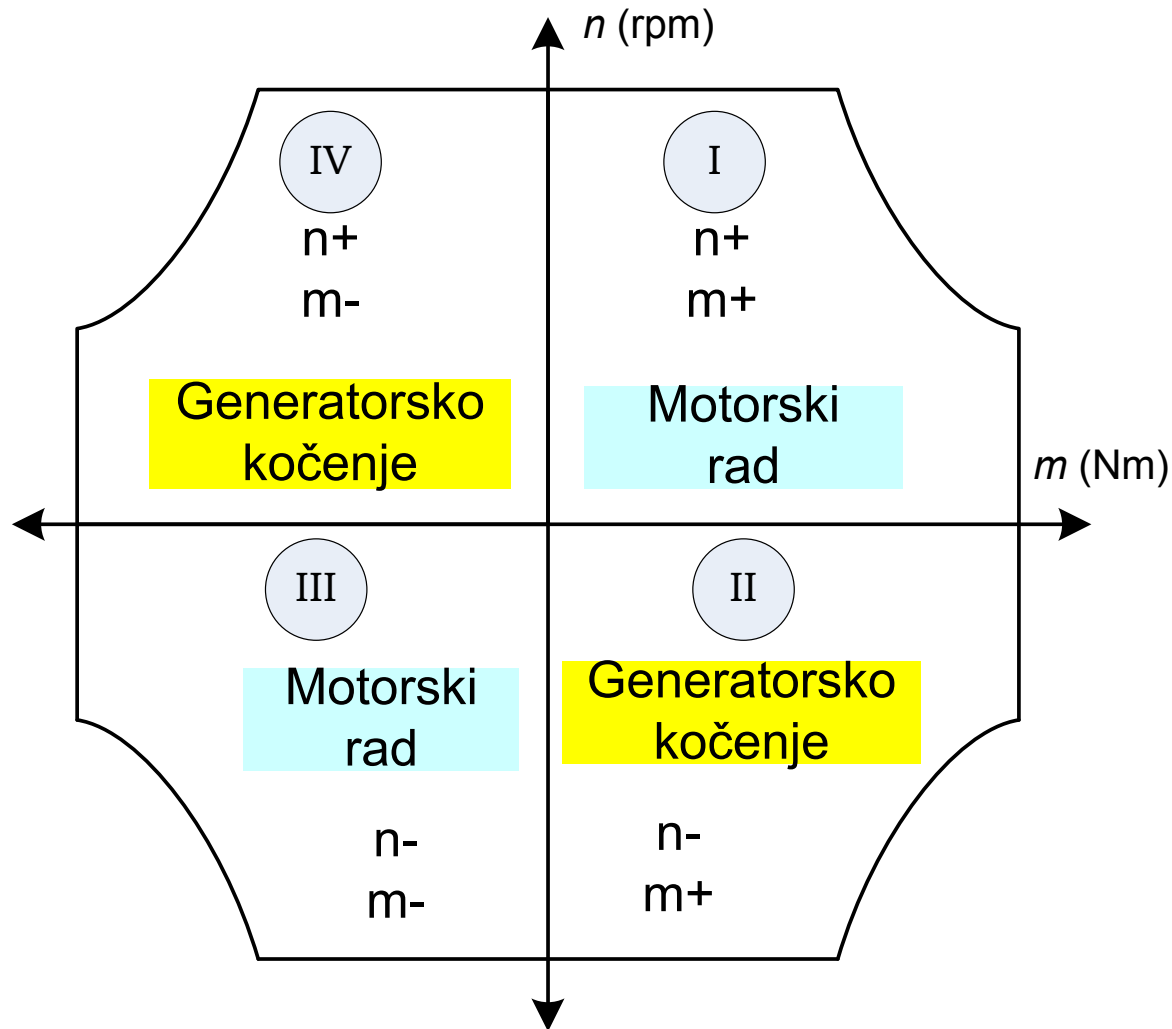 n (rpm)
IV
n+
m-
Generatorsko
kočenje
I
n+
m+
Motorski
rad
m (Nm)
III
Motorski
rad
n-
m-
II
Generatorsko
kočenje
n-
m+